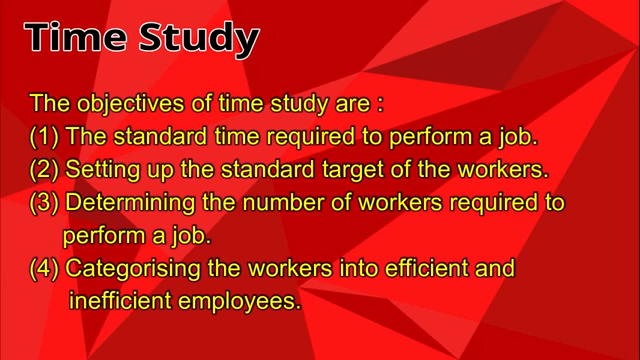 Time Study
The objectives of time study are :
(1) The standard time required to perform a job.
(2) Setting up the standard target of the workers.
(3) Determining the number of workers required to
perform a job.
(4) Categorising the workers into efficient and
inefficient employees.